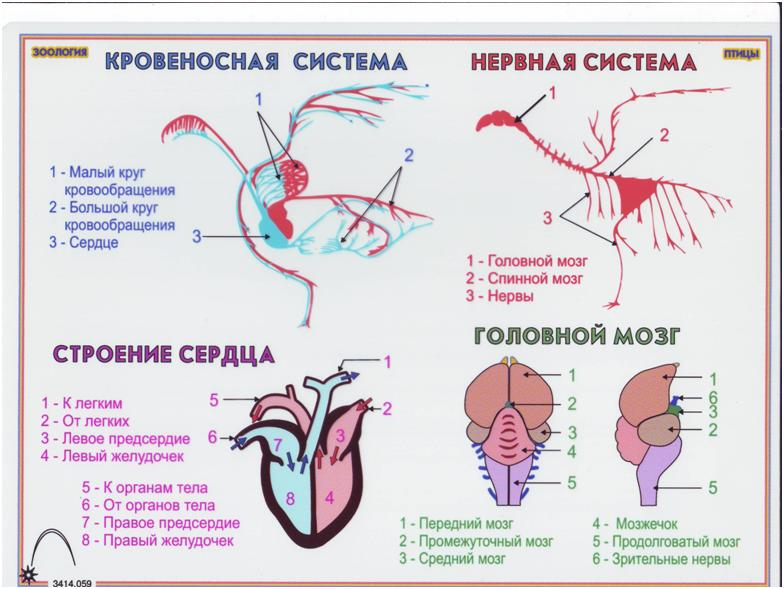 ЗООЛОГИЯ
ПТИЦЫ
КРОВЕНОСНАЯ СИСТЕМА
1
2
3
1 - Малый круг
кровообращения
2 - Большой круг
кровообращения
3 - Сердце
НЕРВНАЯ СИСТЕМА
1
2
3
1 - Головной мозг
2 - Спинной мозг
3 - Нервы
СТРОЕНИЕ СЕРДЦА
1
2
3
4
5
6
7
8
1 - К легким
2 - От легких
3 - Левое предсердие
4 - Левый желудочек
5 - К органам тела
6 - От органов тела
7 - Правое предсердие
8 - Правый желудочек
ГОЛОВНОЙ МОЗГ
1
2
3
4
5
1
6
3
2
5
1 - Передний мозг
2 - Промежуточный мозг
3 - Средний мозг
4 - Мозжечок
5 - Продолговатый мозг
6 - Зрительные нервы
3414.059